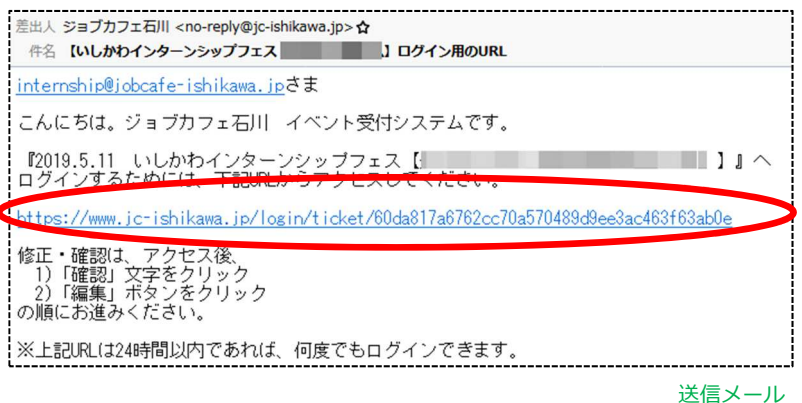 差出人 ジョブカフェ石川 <no-reply@jc-ishikawa.jp>☆
件名 【いしかわインターンシップフェス 】ログイン用のURL
internship@jobcafe-ishikawa.jpさま
こんにちは。ジョブカフェ石川 イベント受付システムです。
『2019.5.11 いしかわインターンシップフェス【 】』へ
ログインするためには、下記URLからアクセスしてください。
https://www.jc-ishikawa.jp/login/ticket/60da817a6762cc70a570489d9ee3ac463f63ab0e
修正・確認は、アクセス後、
1)「確認」文字をクリック
2)「編集」ボタンをクリック
の順にお進みください。
※上記URLは24時間以内であれば、何度でもログインできます。
送信メール